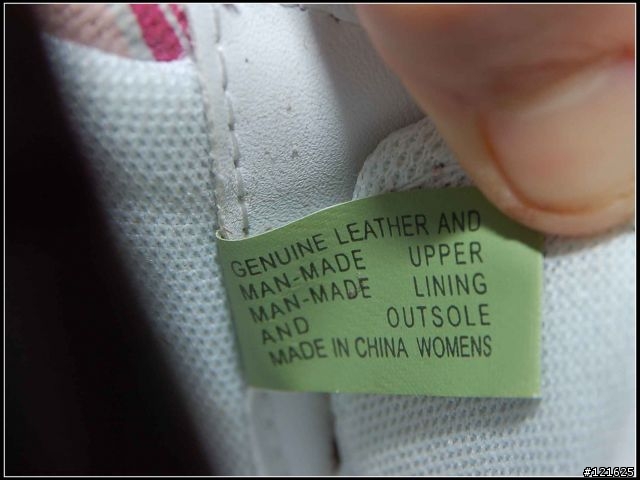 GENUINE LEATHER AND
MAN-MADE UPPER
MAN-MADE LINING
AND OUTSOLE
MADE IN CHINA WOMENS
#121625